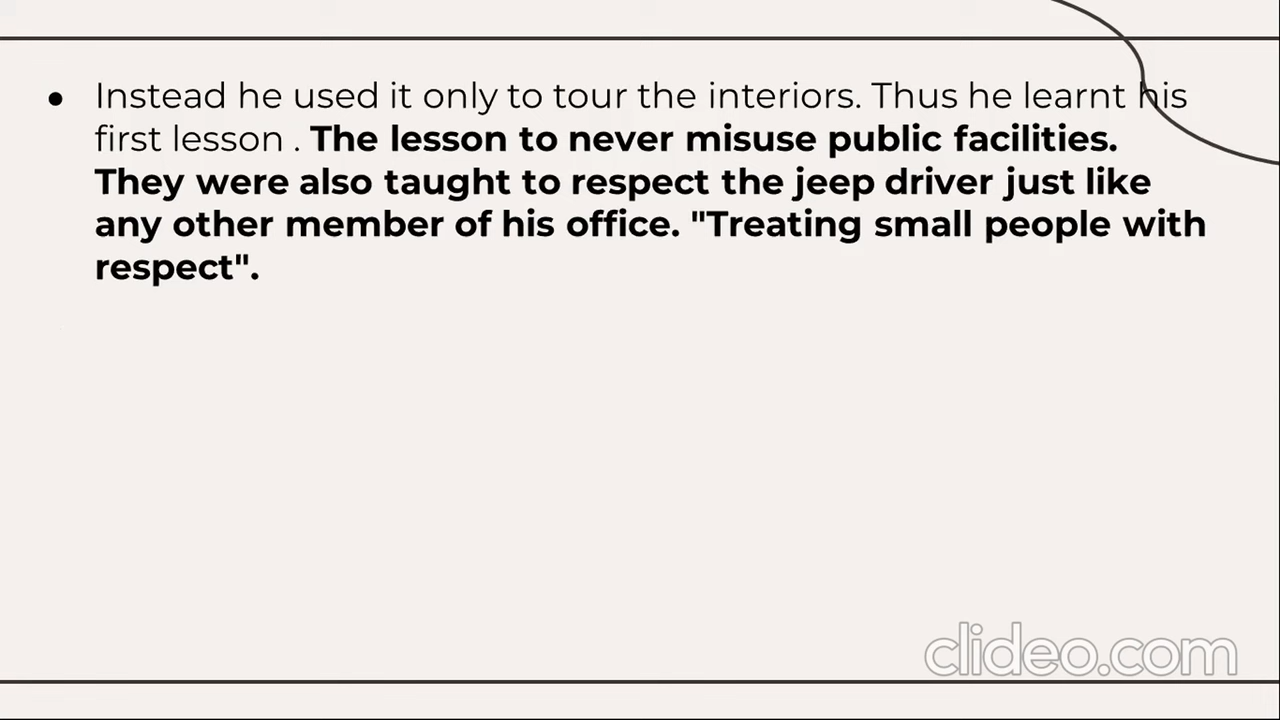 ● Instead he used it only to tour the interiors. Thus he learnt his
first lesson . The lesson to never misuse public facilities.
They were also taught to respect the jeep driver just like
any other member of his office. "Treating small people with
respect".
clideo.com